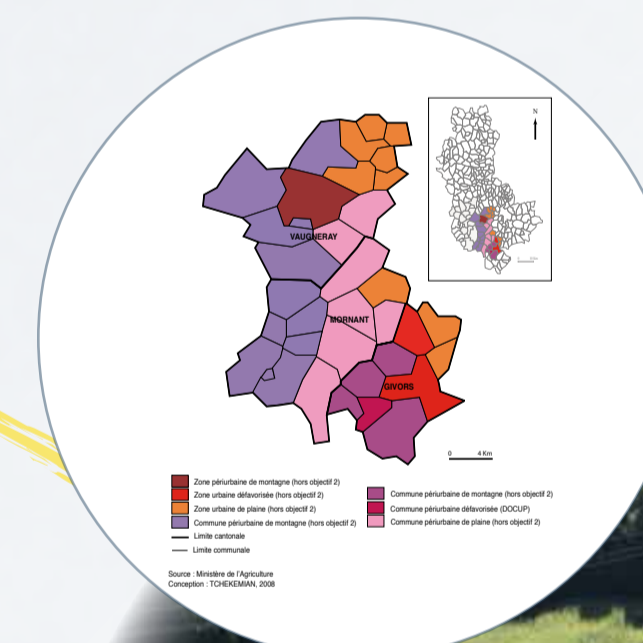 N
VAUGNERAY
MORNANT
GIVORS
0 4 Km
Zone périurbaine de montagne (hors objectif 2)
Zone urbaine défavorisée (hors objectif 2)
Zone urbaine de plaine (hors objectif 2)
Commune périurbaine de montagne (hors objectif 2)
Limite cantonale
Limite communale
Commune périurbaine de montagne (hors objectif 2)
Commune périurbaine défavorisée (DOCUP)
Commune périurbaine de plaine (hors objectif 2)
Source : Ministère de l'Agriculture
Conception : TCHEKEMIAN, 2008